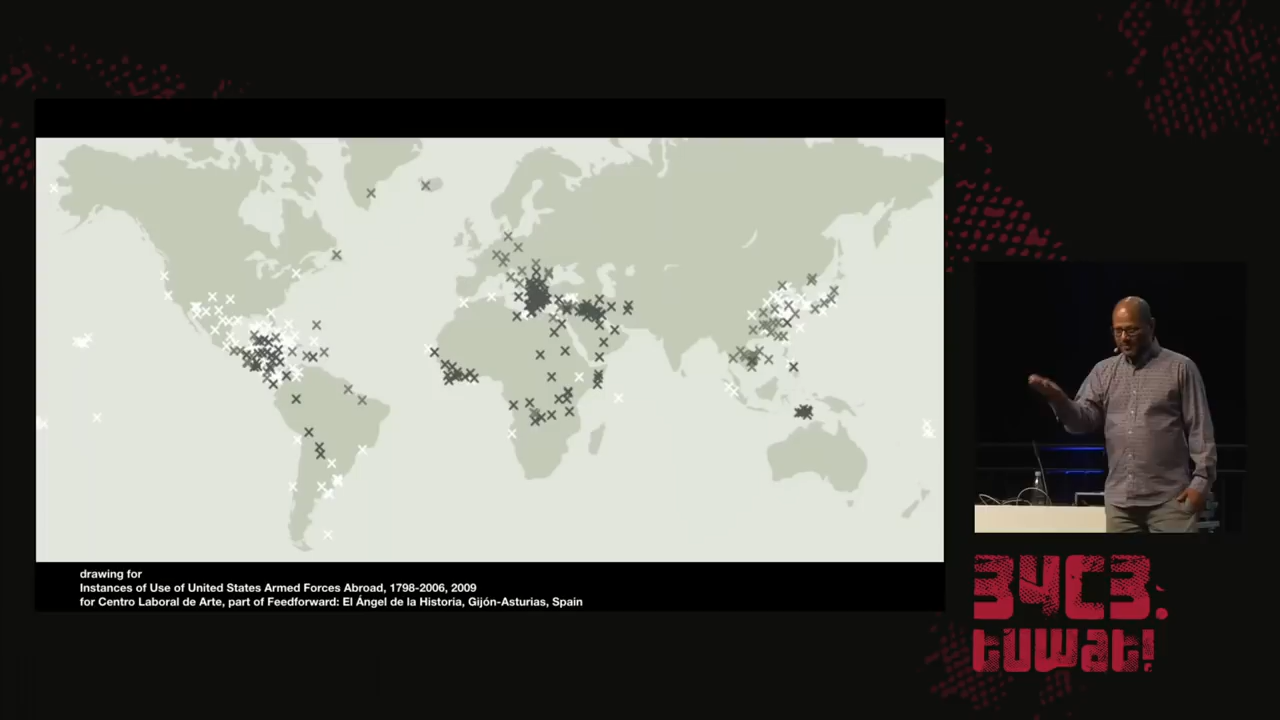 drawing for
Instances of Use of United States Armed Forces Abroad, 1798-2006, 2009
for Centro Laboral de Arte, part of Feedforward: El Ángel de la Historia, Gijón-Asturias, Spain
34C3.
tuwat!